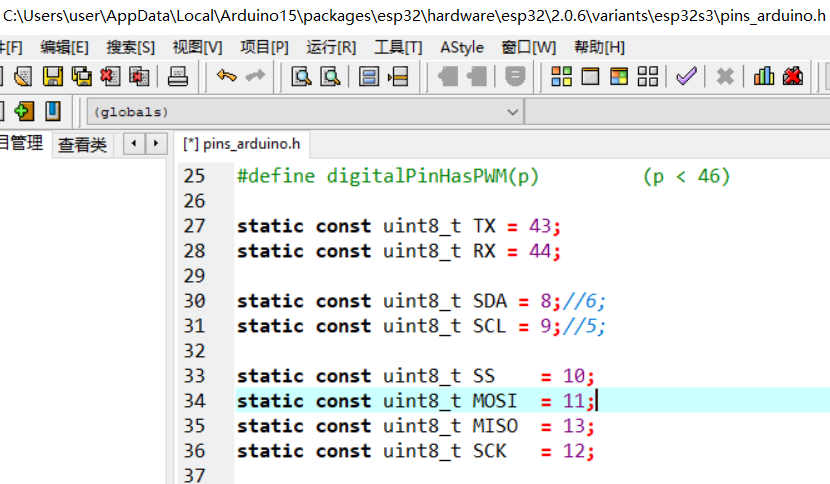 C:\Users\user\AppData\Local\Arduino15\packages\esp32\hardware\esp32\2.0.6\variants\esp32s3\pins_arduino.h
件[F] 编辑[E] 搜索[S] 视图[V] 项目[P] 运行[R] 工具[T] AStyle 窗口[W] 帮助[H]
(globals)
目管理 查看类 [*] pins_arduino.h
25 #define digitalPinHasPWM(p) (p < 46)
26
27 static const uint8_t TX = 43;
28 static const uint8_t RX = 44;
29
30 static const uint8_t SDA = 8;//6;
31 static const uint8_t SCL = 9;//5;
32
33 static const uint8_t SS = 10;
34 static const uint8_t MOSI = 11;
35 static const uint8_t MISO = 13;
36 static const uint8_t SCK = 12;
37